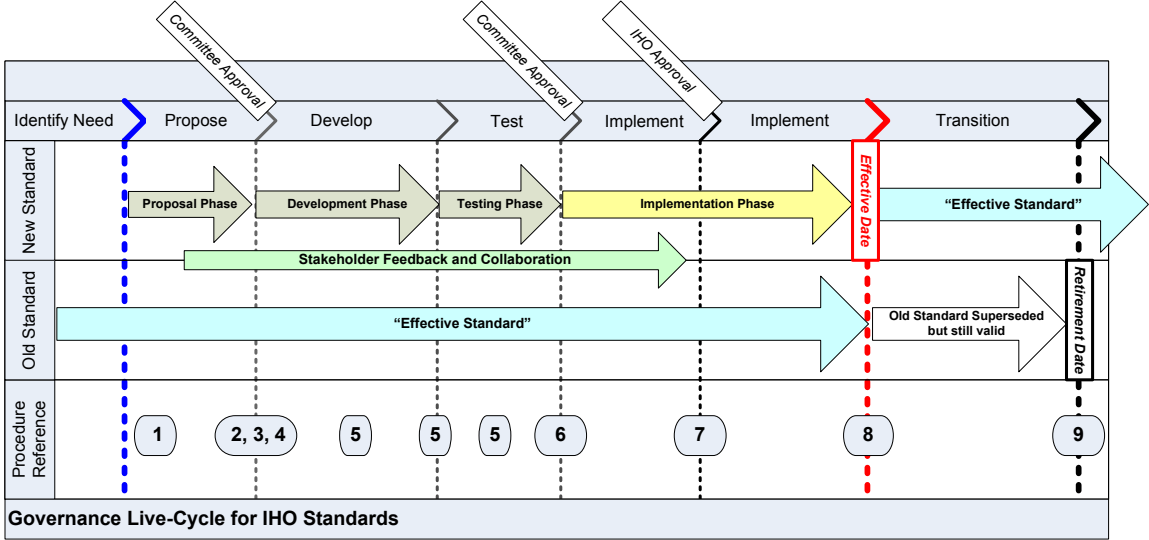 Committee Approval
Committee Approval
IHO Approval
Identify Need
Propose
Develop
Test
Implement
Implement
Transition
New Standard
Proposal Phase
Development Phase
Testing Phase
Implementation Phase
Effective Date
“Effective Standard”
Stakeholder Feedback and Collaboration
Old Standard
“Effective Standard”
Old Standard Superseded
but still valid
Retirement Date
Procedure
Reference
1
2, 3, 4
5
5
5
6
7
8
9
Governance Live-Cycle for IHO Standards